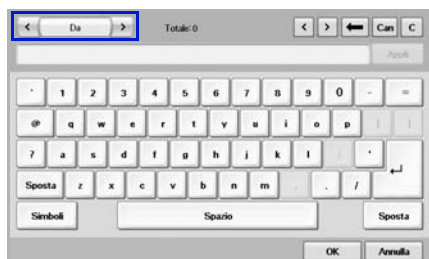 < Da > Totale: 0 < > ← Can C
Appli
1 2 3 4 5 6 7 8 9 0 - =
@ q w e r t y u i o p [ ]
? a s d f g h j k l
Sposta z x c v b n m . /
Simboli Spazio Sposta
OK Annulla